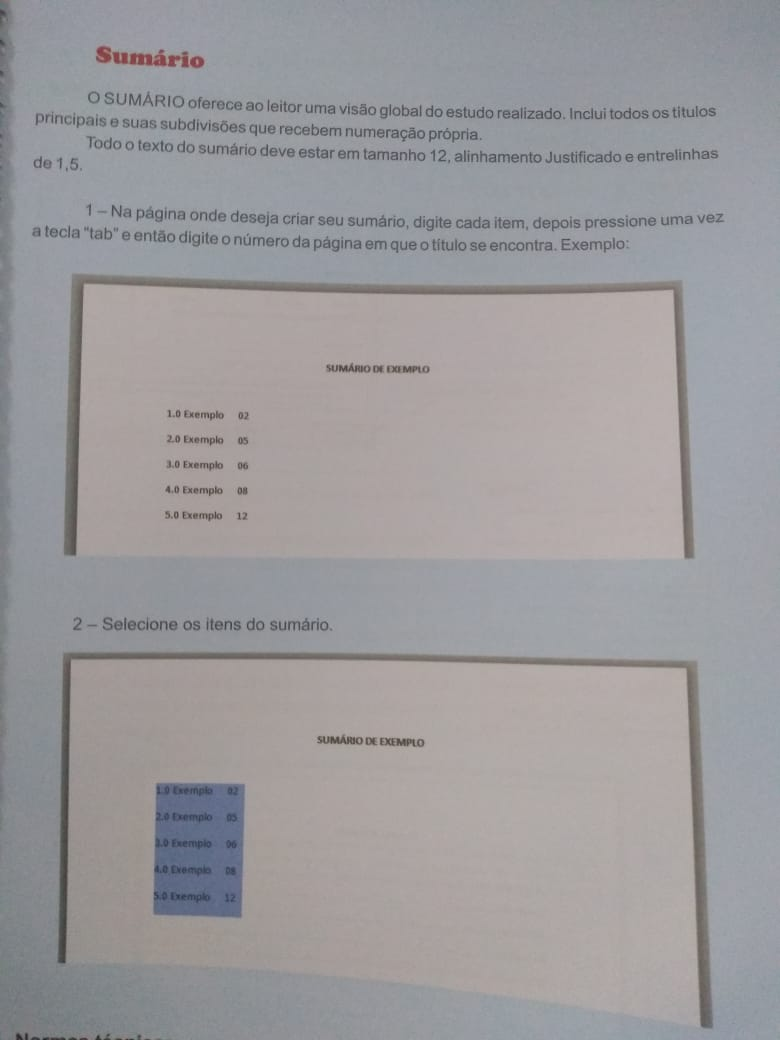 Sumário
O SUMÁRIO oferece ao leitor uma visão global do estudo realizado. Inclui todos os títulos
principais e suas subdivisões que recebem numeração própria.
Todo o texto do sumário deve estar em tamanho 12, alinhamento Justificado e entrelinhas
de 1,5.
1 – Na página onde deseja criar seu sumário, digite cada item, depois pressione uma vez
a tecla "tab" e então digite o número da página em que o título se encontra. Exemplo:
SUMÁRIO DE EXEMPLO
1.0 Exemplo 02
2.0 Exemplo 05
3.0 Exemplo 06
4.0 Exemplo 08
5.0 Exemplo 12
2 – Selecione os itens do sumário.
SUMÁRIO DE EXEMPLO
1.0 Exemplo 02
2.0 Exemplo 05
3.0 Exemplo 06
4.0 Exemplo 08
5.0 Exemplo 12